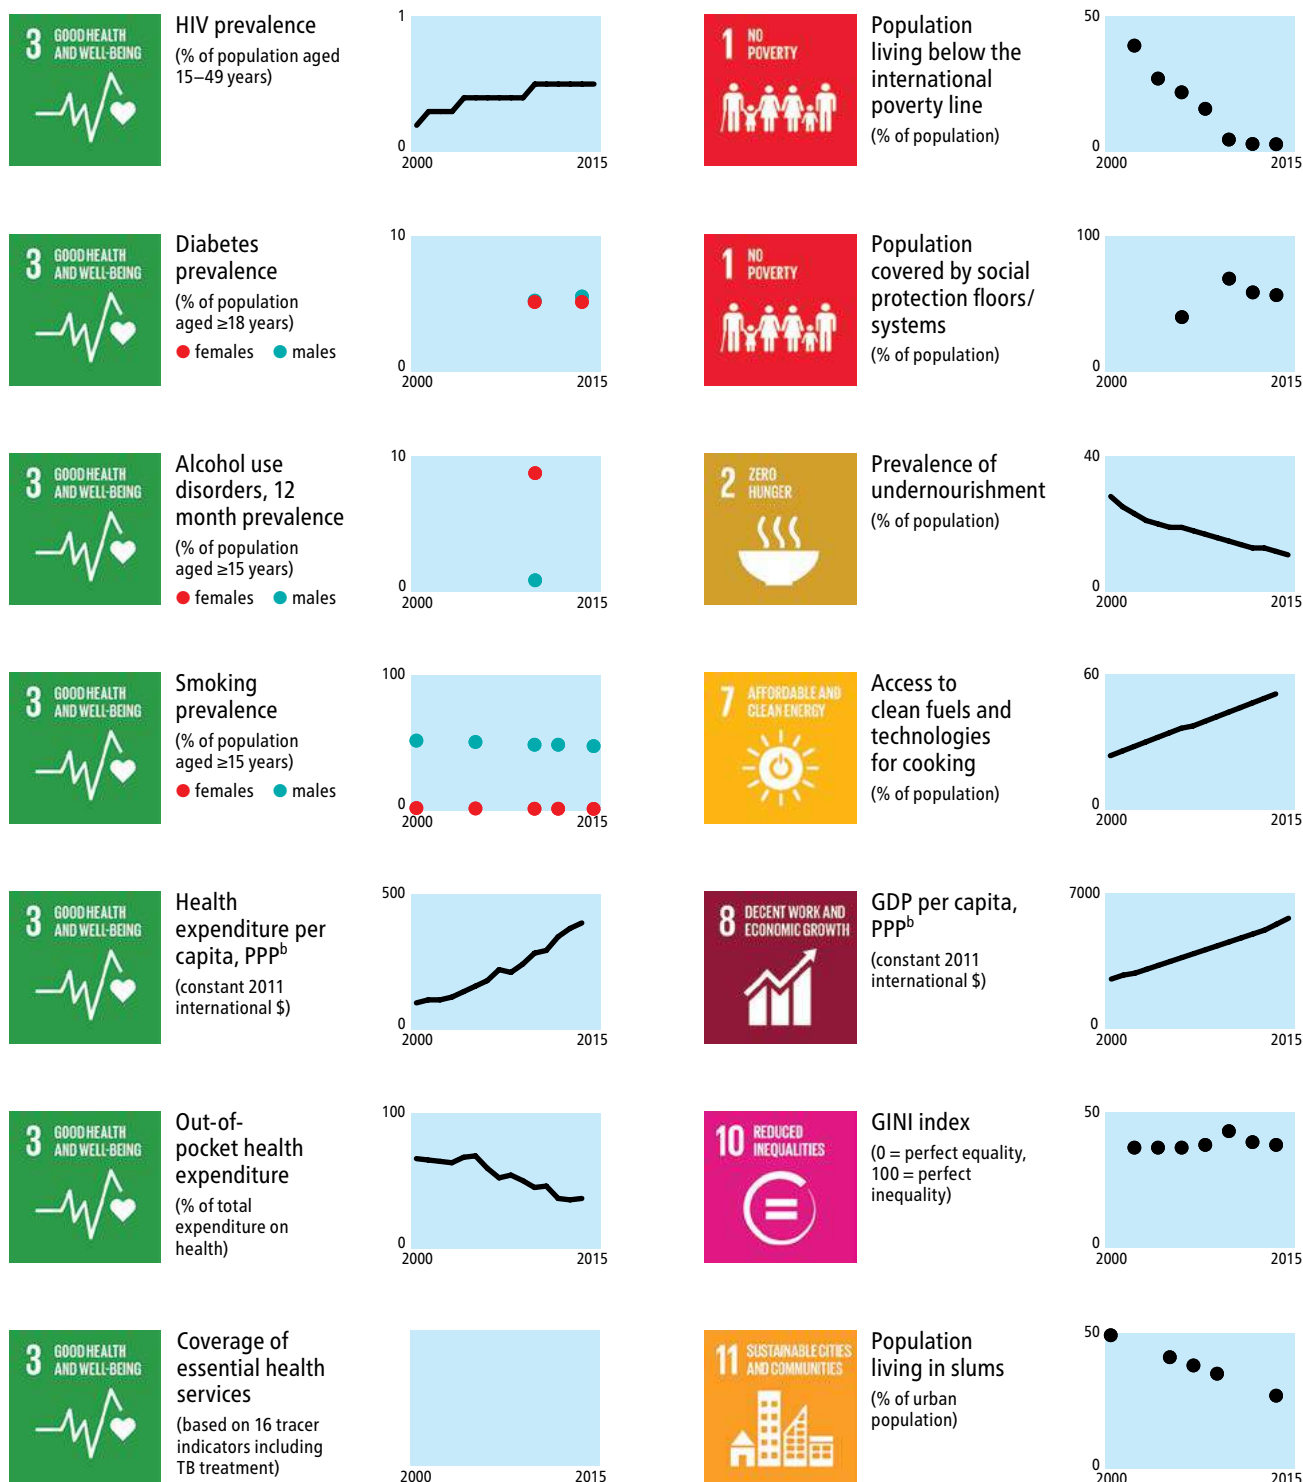 3 GOOD HEALTH
AND WELL-BEING
HIV prevalence
(% of population aged
15–49 years)
1
0
2000 2015
3 GOOD HEALTH
AND WELL-BEING
Diabetes
prevalence
(% of population
aged ≥18 years)
females males
10
0
2000 2015
3 GOOD HEALTH
AND WELL-BEING
Alcohol use
disorders, 12
month prevalence
(% of population
aged ≥15 years)
females males
10
0
2000 2015
3 GOOD HEALTH
AND WELL-BEING
Smoking
prevalence
(% of population
aged ≥15 years)
females males
100
0
2000 2015
3 GOOD HEALTH
AND WELL-BEING
Health
expenditure per
capita, PPPb
(constant 2011
international $)
500
0
2000 2015
3 GOOD HEALTH
AND WELL-BEING
Out-of-
pocket health
expenditure
(% of total
expenditure on
health)
100
0
2000 2015
3 GOOD HEALTH
AND WELL-BEING
Coverage of
essential health
services
(based on 16 tracer
indicators including
TB treatment)
2000 2015
1 NO
POVERTY
Population
living below the
international
poverty line
(% of population)
50
0
2000 2015
1 NO
POVERTY
Population
covered by social
protection floors/
systems
(% of population)
100
0
2000 2015
2 ZERO
HUNGER
Prevalence of
undernourishment
(% of population)
40
0
2000 2015
7 AFFORDABLE AND
CLEAN ENERGY
Access to
clean fuels and
technologies
for cooking
(% of population)
60
0
2000 2015
8 DECENT WORK AND
ECONOMIC GROWTH
GDP per capita,
PPPb
(constant 2011
international $)
7000
0
2000 2015
10 REDUCED
INEQUALITIES
GINI index
(0 = perfect equality,
100 = perfect
inequality)
50
0
2000 2015
11 SUSTAINABLE CITIES
AND COMMUNITIES
Population
living in slums
(% of urban
population)
50
0
2000 2015